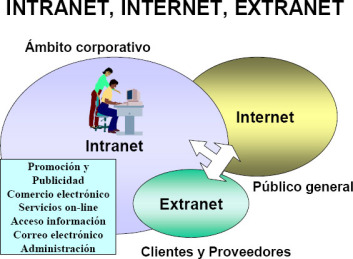 INTRANET, INTERNET, EXTRANET
Ámbito corporativo
Internet
Intranet
Promoción y
Publicidad
Comercio electrónico
Servicios on-line
Acceso información
Correo electrónico
Administración
Extranet
Público general
Clientes y Proveedores